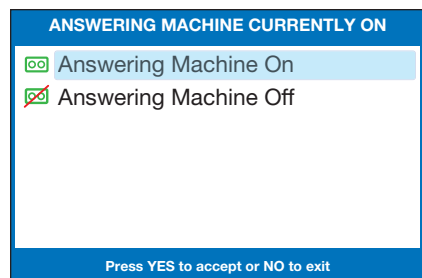 ANSWERING MACHINE CURRENTLY ON
Answering Machine On
Answering Machine Off
Press YES to accept or NO to exit